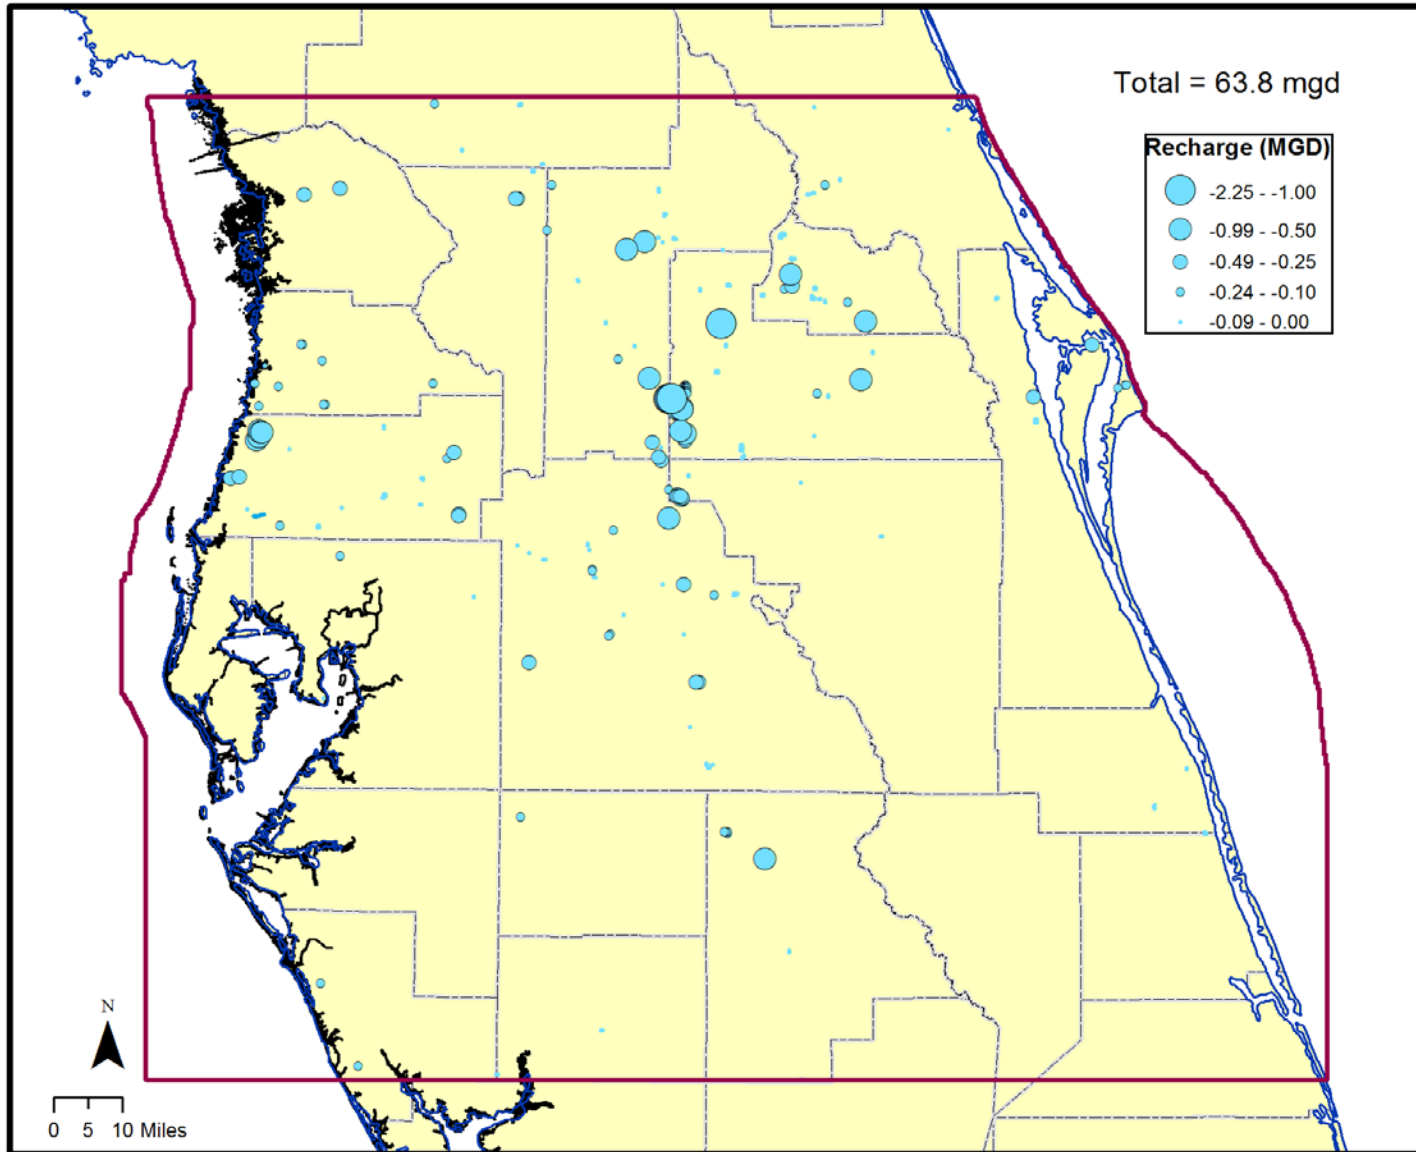 Total = 63.8 mgd
Recharge (MGD)
-2.25 - -1.00
-0.99 - -0.50
-0.49 - -0.25
-0.24 - -0.10
-0.09 - 0.00
N
0 5 10 Miles